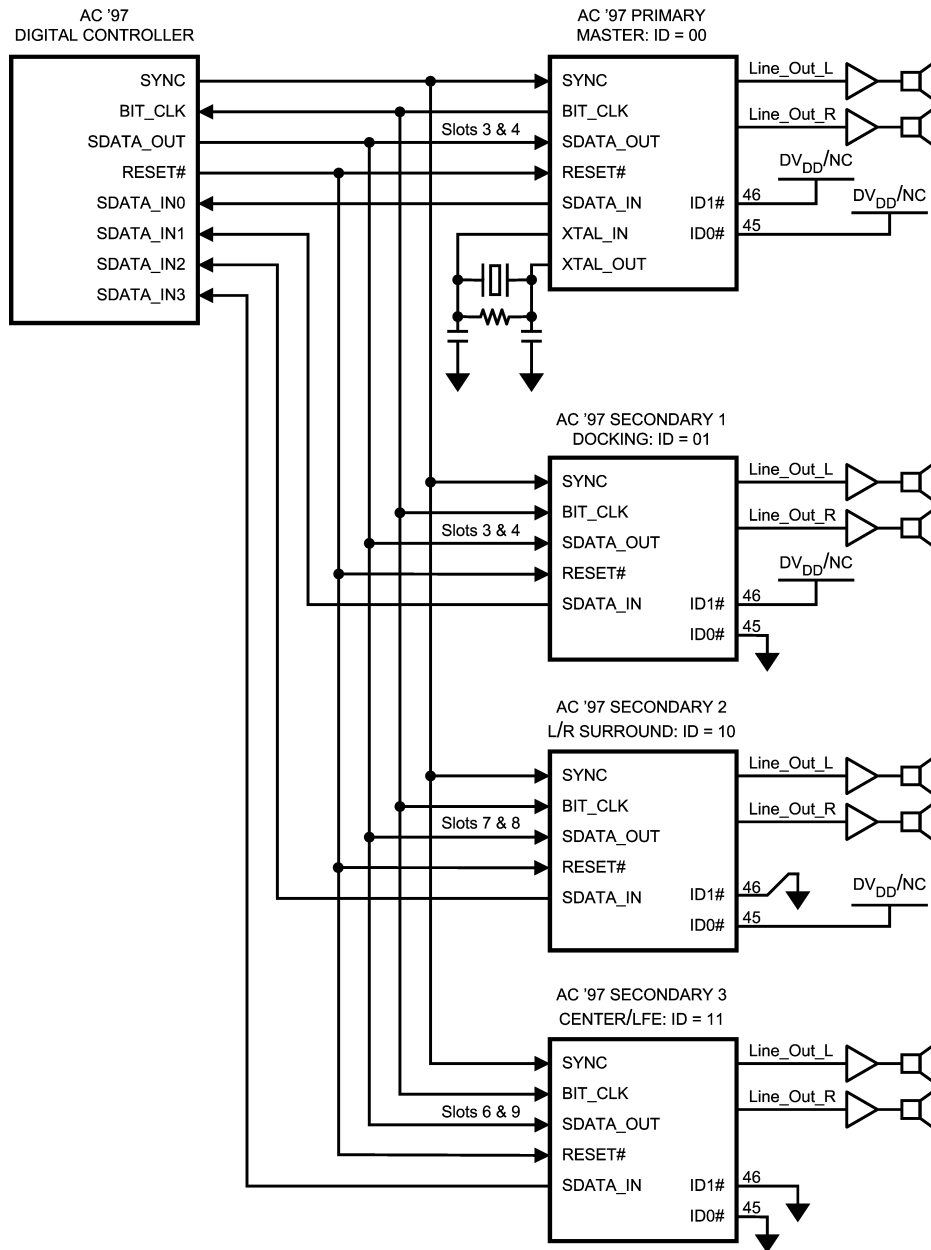 AC '97
DIGITAL CONTROLLER
SYNC
BIT_CLK
SDATA_OUT
RESET#
SDATA_IN0
SDATA_IN1
SDATA_IN2
SDATA_IN3
AC '97 PRIMARY
MASTER: ID = 00
SYNC
BIT_CLK
Slots 3 & 4
SDATA_OUT
RESET#
SDATA_IN
XTAL_IN
XTAL_OUT
ID1#
ID0#
46
45
Line_Out_L
Line_Out_R
DVDD/NC
DVDD/NC
AC '97 SECONDARY 1
DOCKING: ID = 01
SYNC
BIT_CLK
Slots 3 & 4
SDATA_OUT
RESET#
SDATA_IN
ID1#
ID0#
46
45
Line_Out_L
Line_Out_R
DVDD/NC
AC '97 SECONDARY 2
L/R SURROUND: ID = 10
SYNC
BIT_CLK
Slots 7 & 8
SDATA_OUT
RESET#
SDATA_IN
ID1#
ID0#
46
45
Line_Out_L
Line_Out_R
DVDD/NC
AC '97 SECONDARY 3
CENTER/LFE: ID = 11
SYNC
BIT_CLK
Slots 6 & 9
SDATA_OUT
RESET#
SDATA_IN
ID1#
ID0#
46
45
Line_Out_L
Line_Out_R